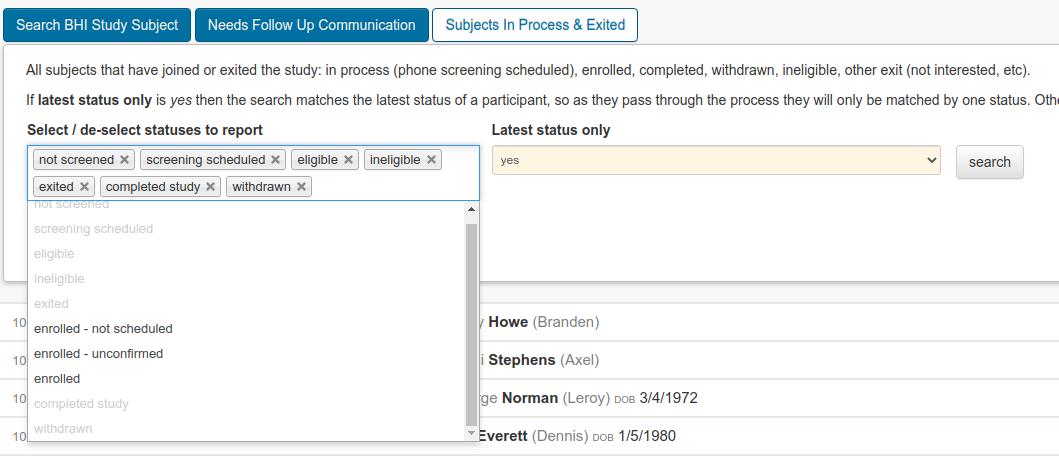 Search BHI Study Subject Needs Follow Up Communication Subjects In Process & Exited
All subjects that have joined or exited the study: in process (phone screening scheduled), enrolled, completed, withdrawn, ineligible, other exit (not interested, etc).
If latest status only is yes then the search matches the latest status of a participant, so as they pass through the process they will only be matched by one status.
Select / de-select statuses to report
Latest status only
not screened × screening scheduled × eligible × ineligible ×
exited × completed study × withdrawn ×
yes
search
not screened
screening scheduled
eligible
ineligible
exited
enrolled - not scheduled
enrolled - unconfirmed
enrolled
completed study
withdrawn
10 Howe (Branden)
10 Stephens (Axel)
10 Norman (Leroy) DOB 3/4/1972
10 Everett (Dennis) DOB 1/5/1980